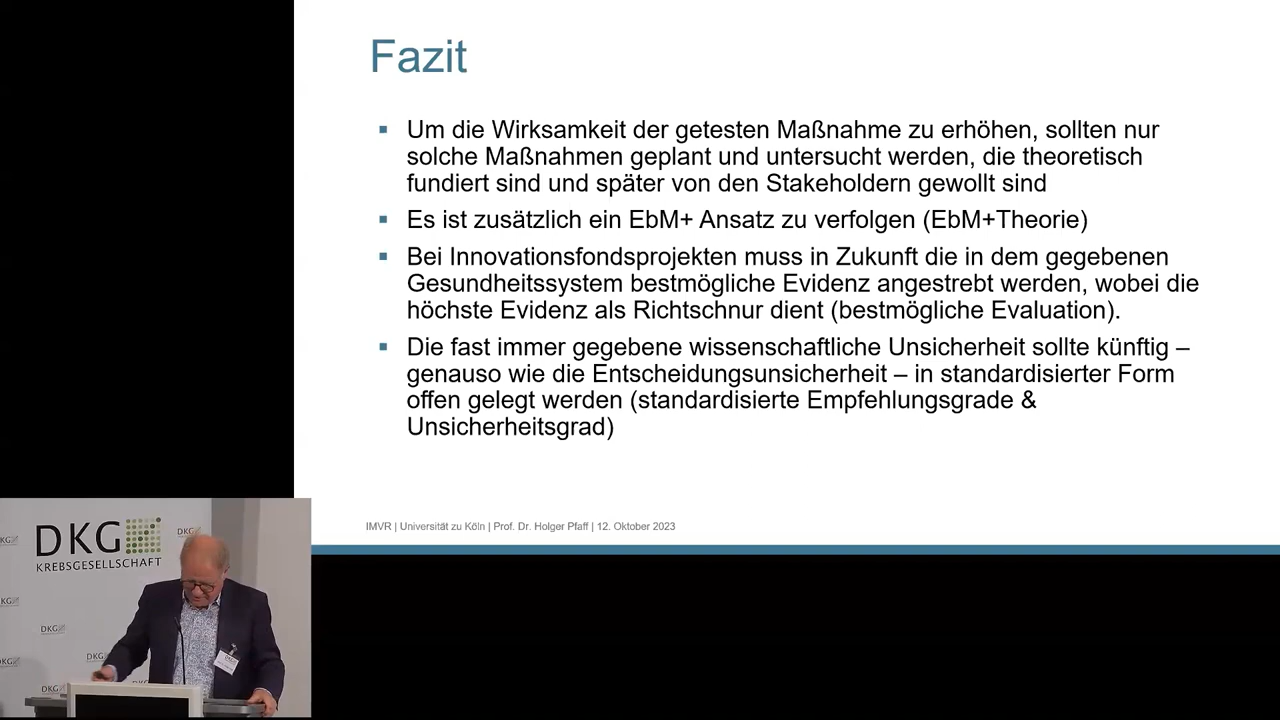 Fazit
Um die Wirksamkeit der getesten Maßnahme zu erhöhen, sollten nur
solche Maßnahmen geplant und untersucht werden, die theoretisch
fundiert sind und später von den Stakeholdern gewollt sind
Es ist zusätzlich ein EbM+ Ansatz zu verfolgen (EbM+Theorie)
Bei Innovationsfondsprojekten muss in Zukunft die in dem gegebenen
Gesundheitssystem bestmögliche Evidenz angestrebt werden, wobei die
höchste Evidenz als Richtschnur dient (bestmögliche Evaluation).
Die fast immer gegebene wissenschaftliche Unsicherheit sollte künftig –
genauso wie die Entscheidungsunsicherheit – in standardisierter Form
offen gelegt werden (standardisierte Empfehlungsgrade &
Unsicherheitsgrad)
IMVR | Universität zu Köln | Prof. Dr. Holger Pfaff | 12. Oktober 2023
DKG
KREBSGESELLSCHAFT
DKG
DKG
DKG
DKG